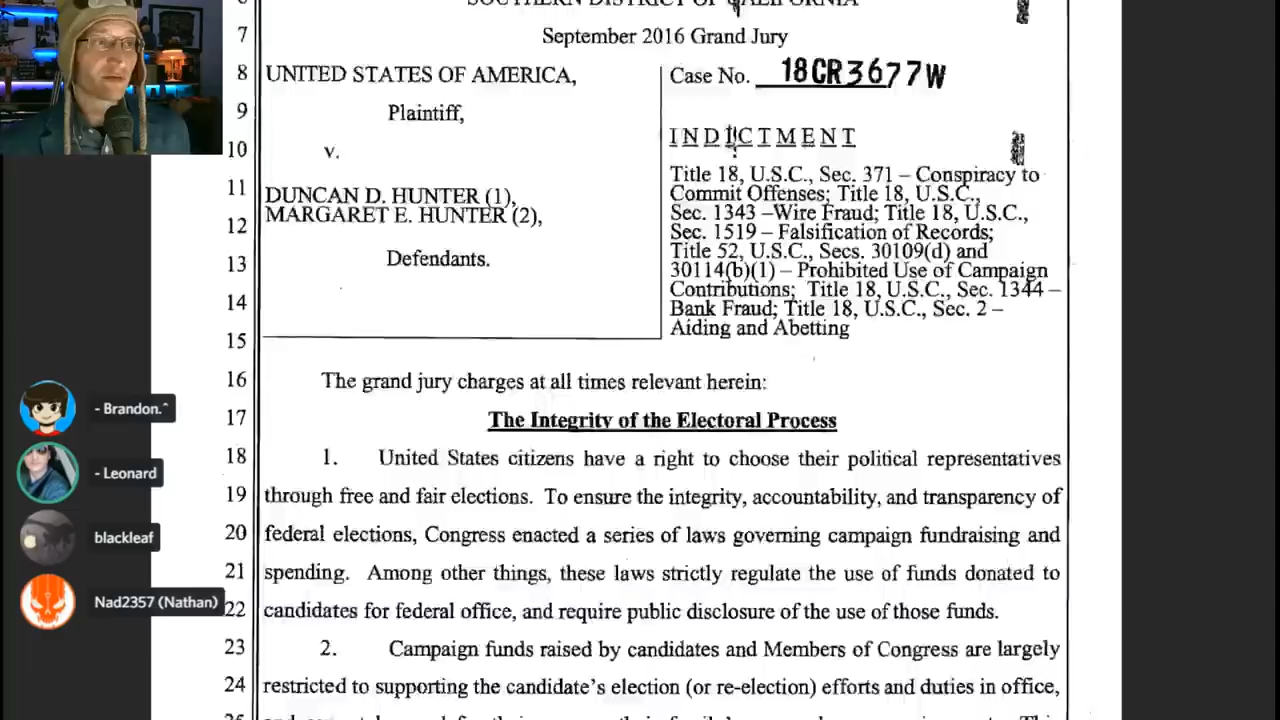 6
SOUTHERN DISTRICT OF CALIFORNIA
7
September 2016 Grand Jury
8
UNITED STATES OF AMERICA,
Case No. 18CR3677W
9
Plaintiff,
10
v.
INDICTMENT
11
DUNCAN D. HUNTER (1),
12
MARGARET E. HUNTER (2),
13
Defendants.
14
15
Title 18, U.S.C., Sec. 371 – Conspiracy to
Commit Offenses; Title 18, U.S.C.,
Sec. 1343 –Wire Fraud; Title 18, U.S.C.,
Sec. 1519 – Falsification of Records;
Title 52, U.S.C., Secs. 30109(d) and
30114(b)(1) – Prohibited Use of Campaign
Contributions; Title 18, U.S.C., Sec. 1344 –
Bank Fraud; Title 18, U.S.C., Sec. 2 –
Aiding and Abetting
16
The grand jury charges at all times relevant herein:
17
The Integrity of the Electoral Process
18
1. United States citizens have a right to choose their political representatives
19
through free and fair elections. To ensure the integrity, accountability, and transparency of
20
federal elections, Congress enacted a series of laws governing campaign fundraising and
21
spending. Among other things, these laws strictly regulate the use of funds donated to
22
candidates for federal office, and require public disclosure of the use of those funds.
23
2. Campaign funds raised by candidates and Members of Congress are largely
24
restricted to supporting the candidate's election (or re-election) efforts and duties in office,
- Brandon.^
- Leonard
blackleaf
Nad2357 (Nathan)